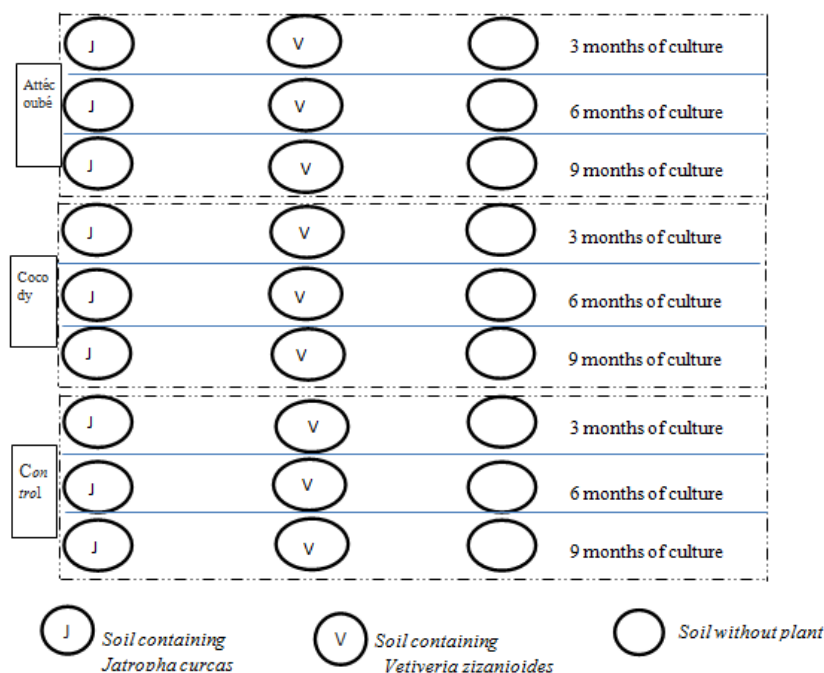 J V 3 months of culture
Attéc
oubé
J V 6 months of culture
J V 9 months of culture
J V 3 months of culture
Coco
dy
J V 6 months of culture
J V 9 months of culture
J V 3 months of culture
Con
trol
J V 6 months of culture
J V 9 months of culture
J Soil containing
Jatropha curcas
V Soil containing
Vetiveria zizanioides
Soil without plant